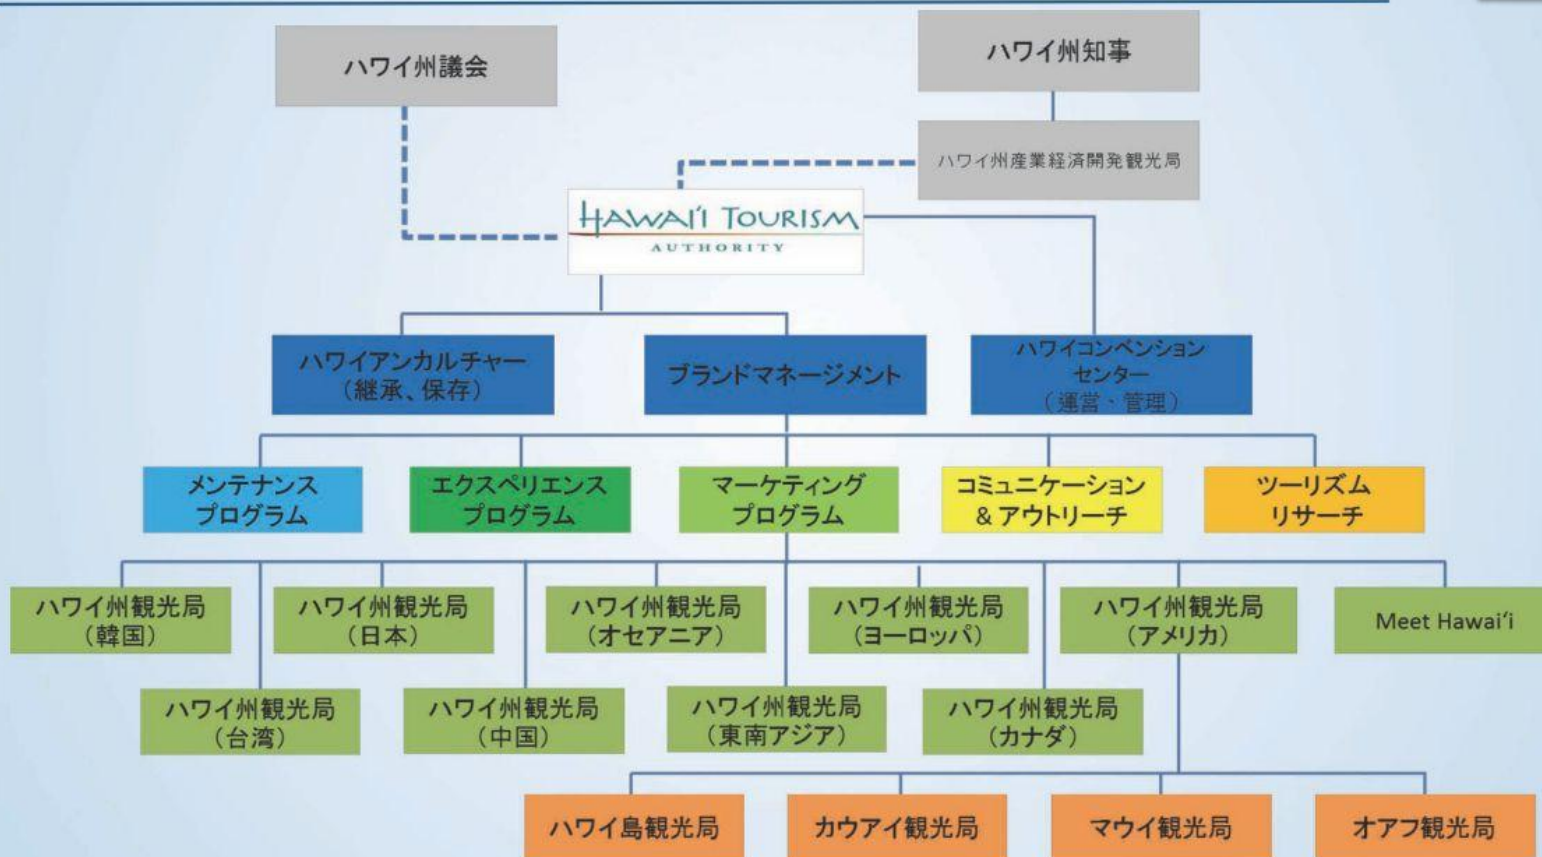 ハワイ州議会
ハワイ州知事
ハワイ州産業経済開発観光局
HAWAI'I TOURISM
AUTHORITY
ハワイアンカルチャー
（継承、保存）
ブランドマネージメント
ハワイコンベンション
センター
（運営・管理）
メンテナンス
プログラム
エクスペリエンス
プログラム
マーケティング
プログラム
コミュニケーション
& アウトリーチ
ツーリズム
リサーチ
ハワイ州観光局
（韓国）
ハワイ州観光局
（日本）
ハワイ州観光局
（オセアニア）
ハワイ州観光局
（ヨーロッパ）
ハワイ州観光局
（アメリカ）
Meet Hawaiʻi
ハワイ州観光局
（台湾）
ハワイ州観光局
（中国）
ハワイ州観光局
（東南アジア）
ハワイ州観光局
（カナダ）
ハワイ島観光局
カウアイ観光局
マウイ観光局
オアフ観光局